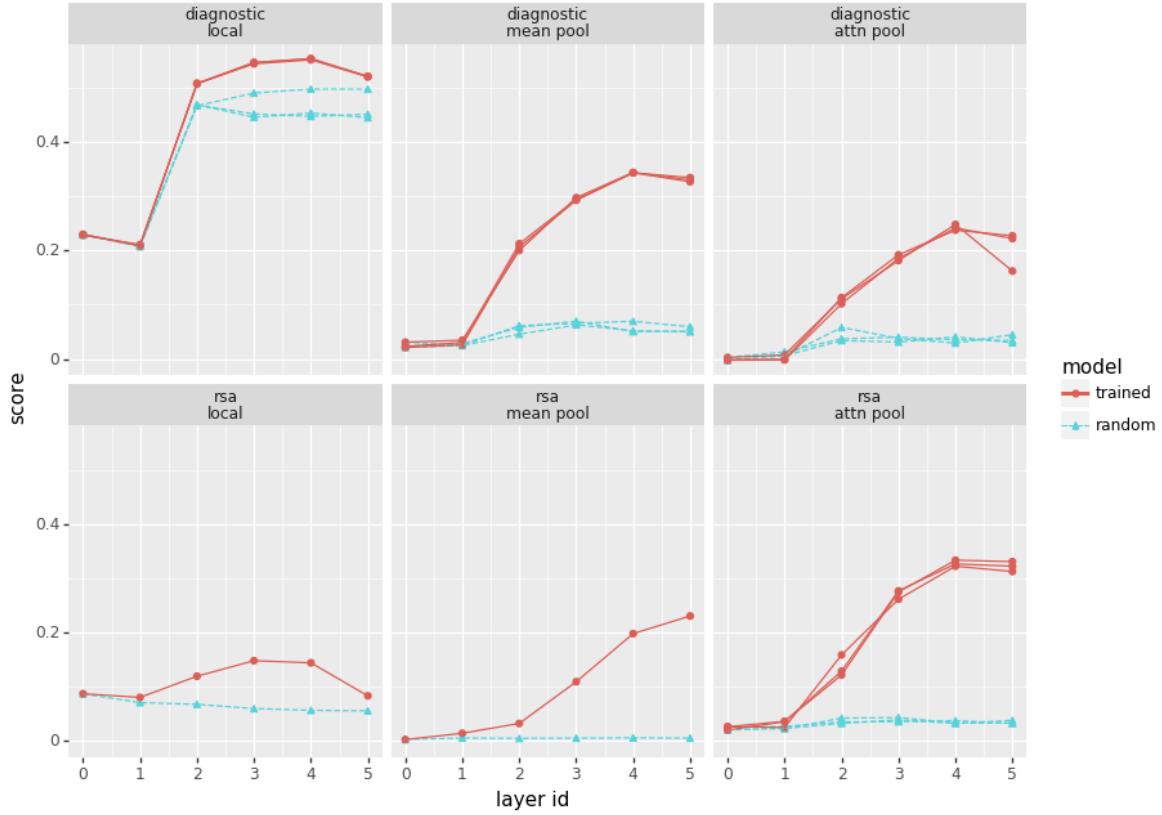 diagnostic
local
diagnostic
mean pool
diagnostic
attn pool
0.4
0.2
0
rsa
local
rsa
mean pool
rsa
attn pool
0.4
0.2
0
0 1 2 3 4 5
0 1 2 3 4 5
0 1 2 3 4 5
layer id
score
model
trained
random